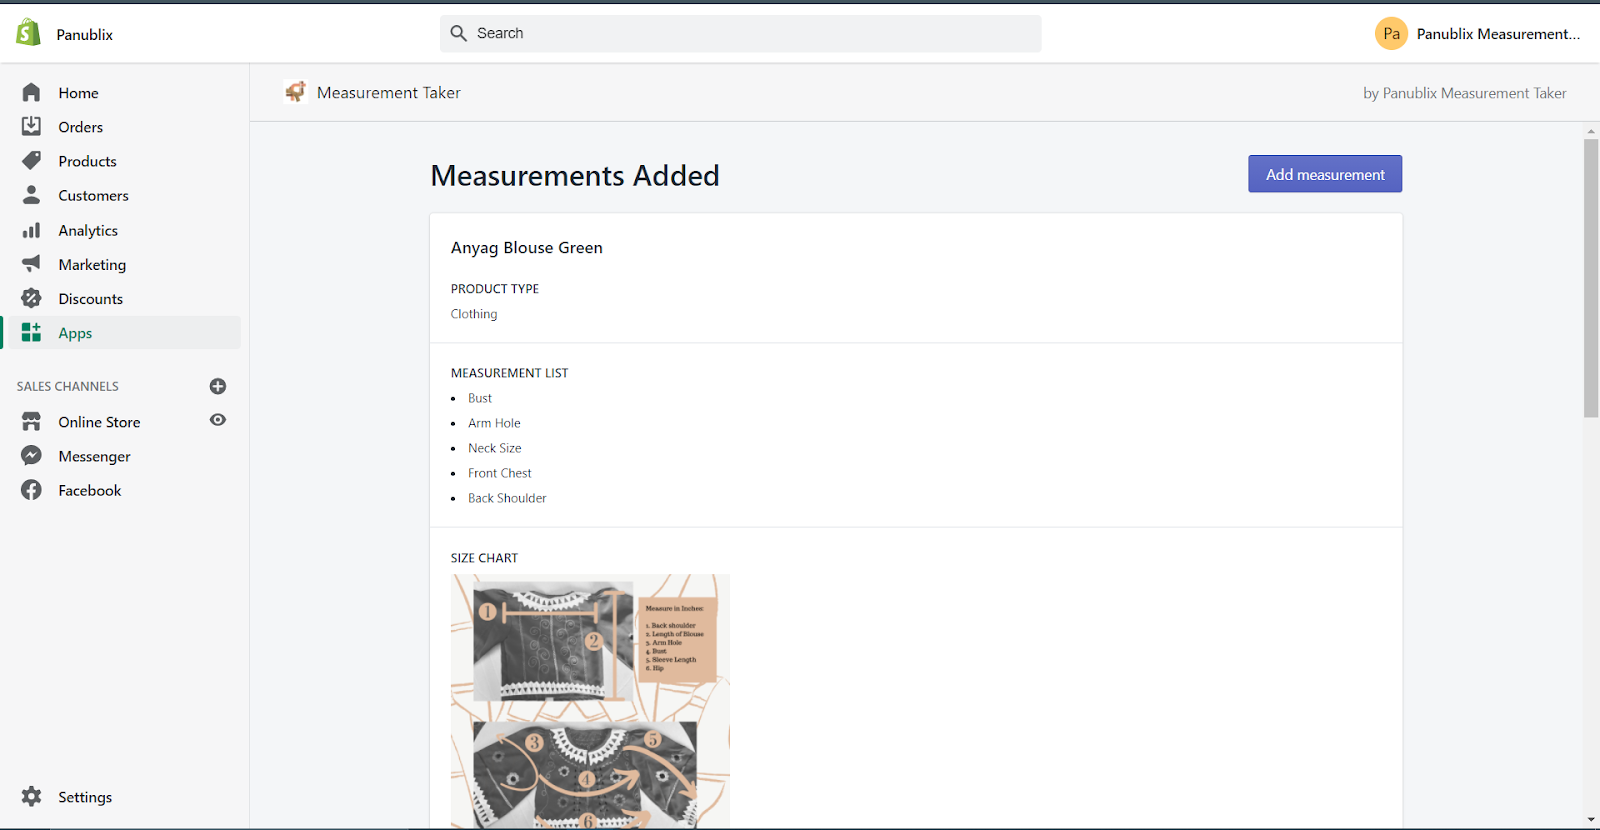 Panublix
Search
Pa
Panublix Measurement...
Home
Orders
Products
Customers
Analytics
Marketing
Discounts
Apps
SALES CHANNELS
Online Store
Messenger
Facebook
Settings
Measurement Taker
by Panublix Measurement Taker
Measurements Added
Add measurement
Anyag Blouse Green
PRODUCT TYPE
Clothing
MEASUREMENT LIST
• Bust
• Arm Hole
• Neck Size
• Front Chest
• Back Shoulder
SIZE CHART
1
2
Measure in Inches:
1. Back shoulder
2. Length of Blouse
3. Arm Hole
4. Bust
5. Sleeve Length
6. Hip
3
5
4
6